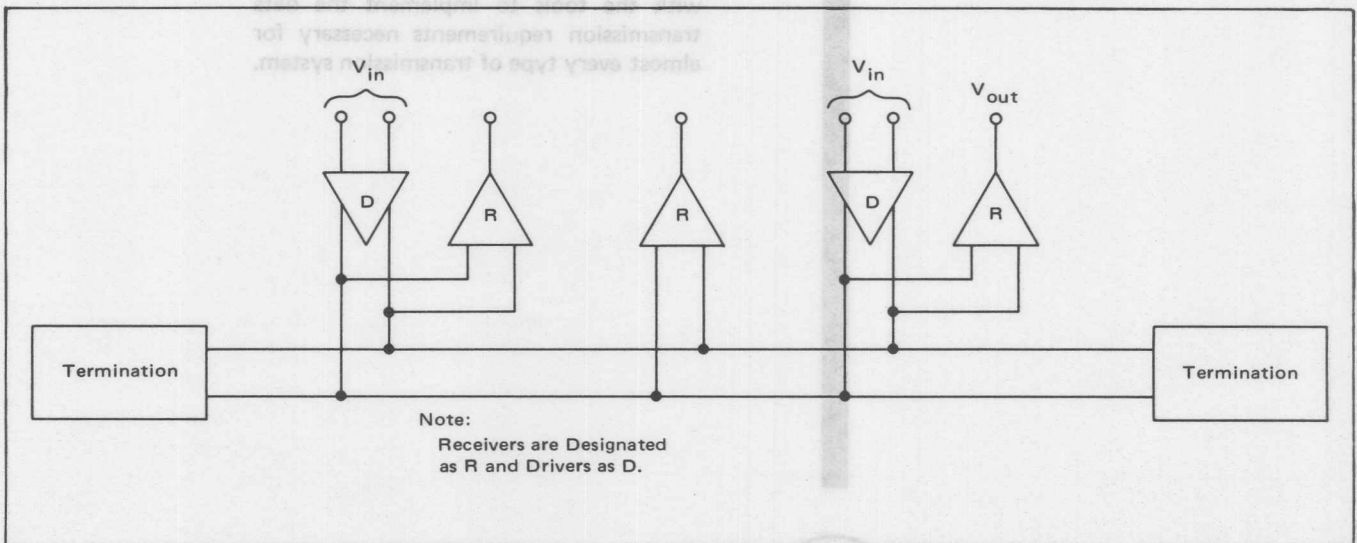 with the tools to implement the data
transmission requirements necessary for
almost every type of transmission system.
Vin
Vin
Vout
D
R
R
D
R
Termination
Termination
Note:
Receivers are Designated
as R and Drivers as D.